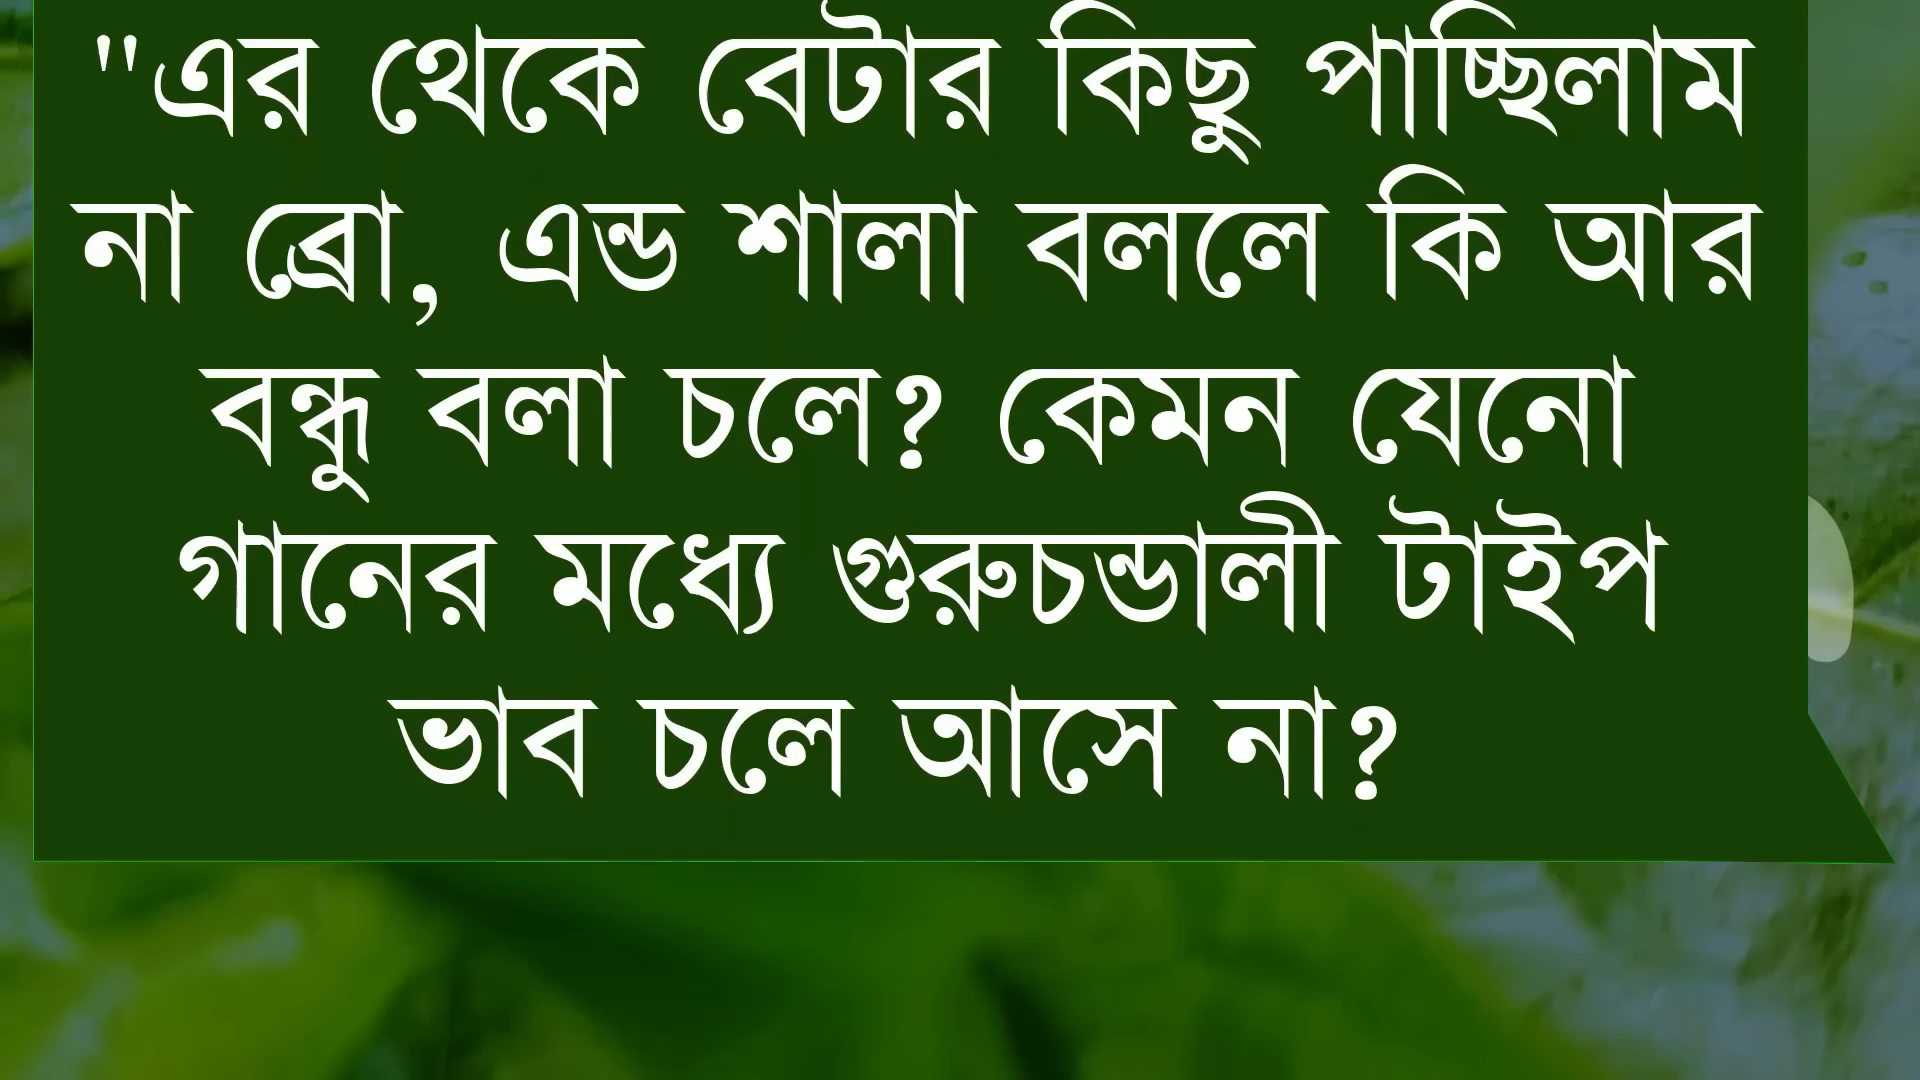 "এর থেকে বেটার কিছু পাচ্ছিলাম
না ব্রো, এন্ড শালা বললে কি আর
বন্ধু বলা চলে? কেমন যেনো
গানের মধ্যে গুরুচন্ডালী টাইপ
ভাব চলে আসে না?